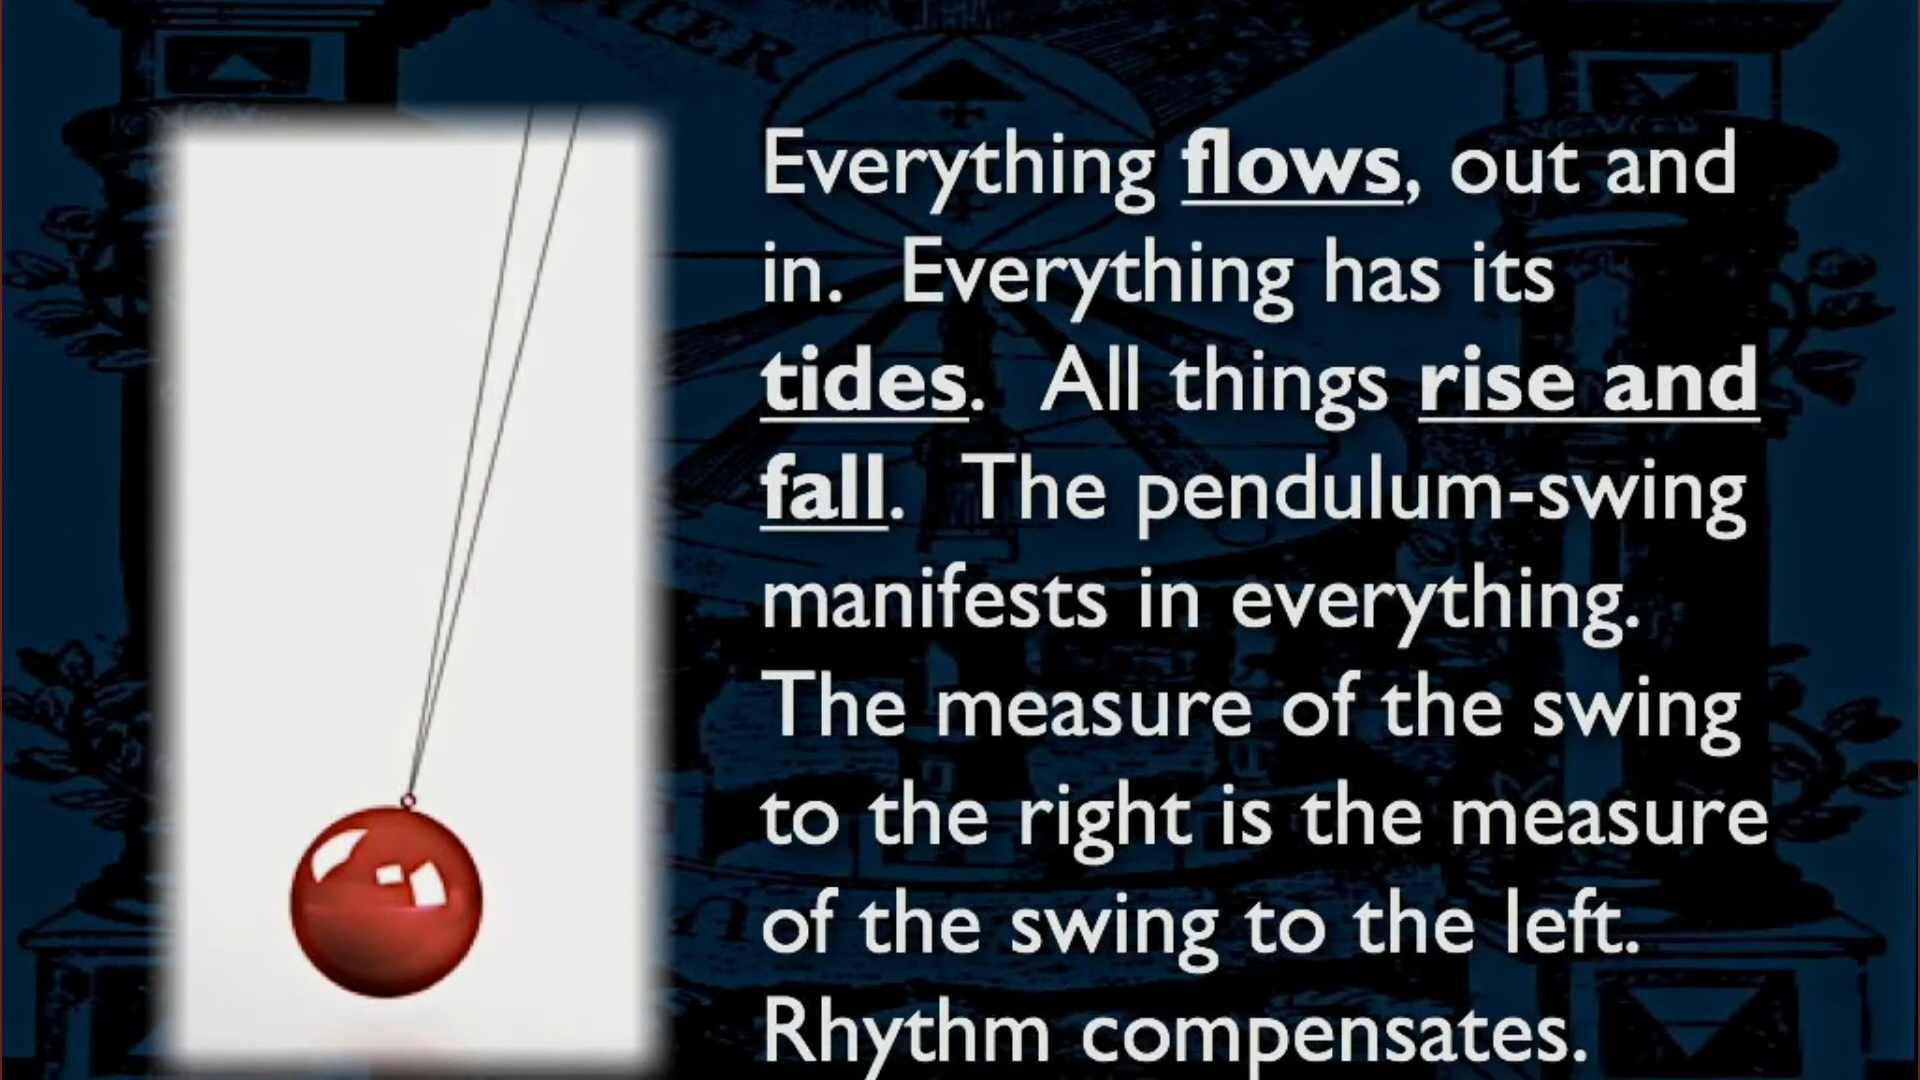 Everything flows, out and
in. Everything has its
tides. All things rise and
fall. The pendulum-swing
manifests in everything.
The measure of the swing
to the right is the measure
of the swing to the left.
Rhythm compensates.